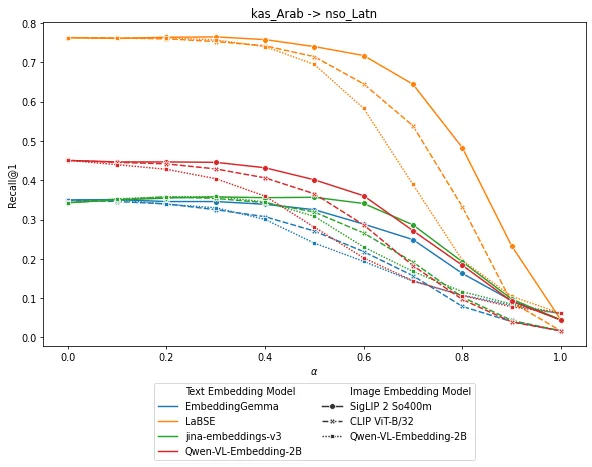 kas_Arab -> nso_Latn
Recall@1
0.8
0.7
0.6
0.5
0.4
0.3
0.2
0.1
0.0
0.0 0.2 0.4 0.6 0.8 1.0
α
Text Embedding Model Image Embedding Model
EmbeddingGemma SigLIP 2 So400m
LaBSE CLIP ViT-B/32
jina-embeddings-v3 Qwen-VL-Embedding-2B
Qwen-VL-Embedding-2B